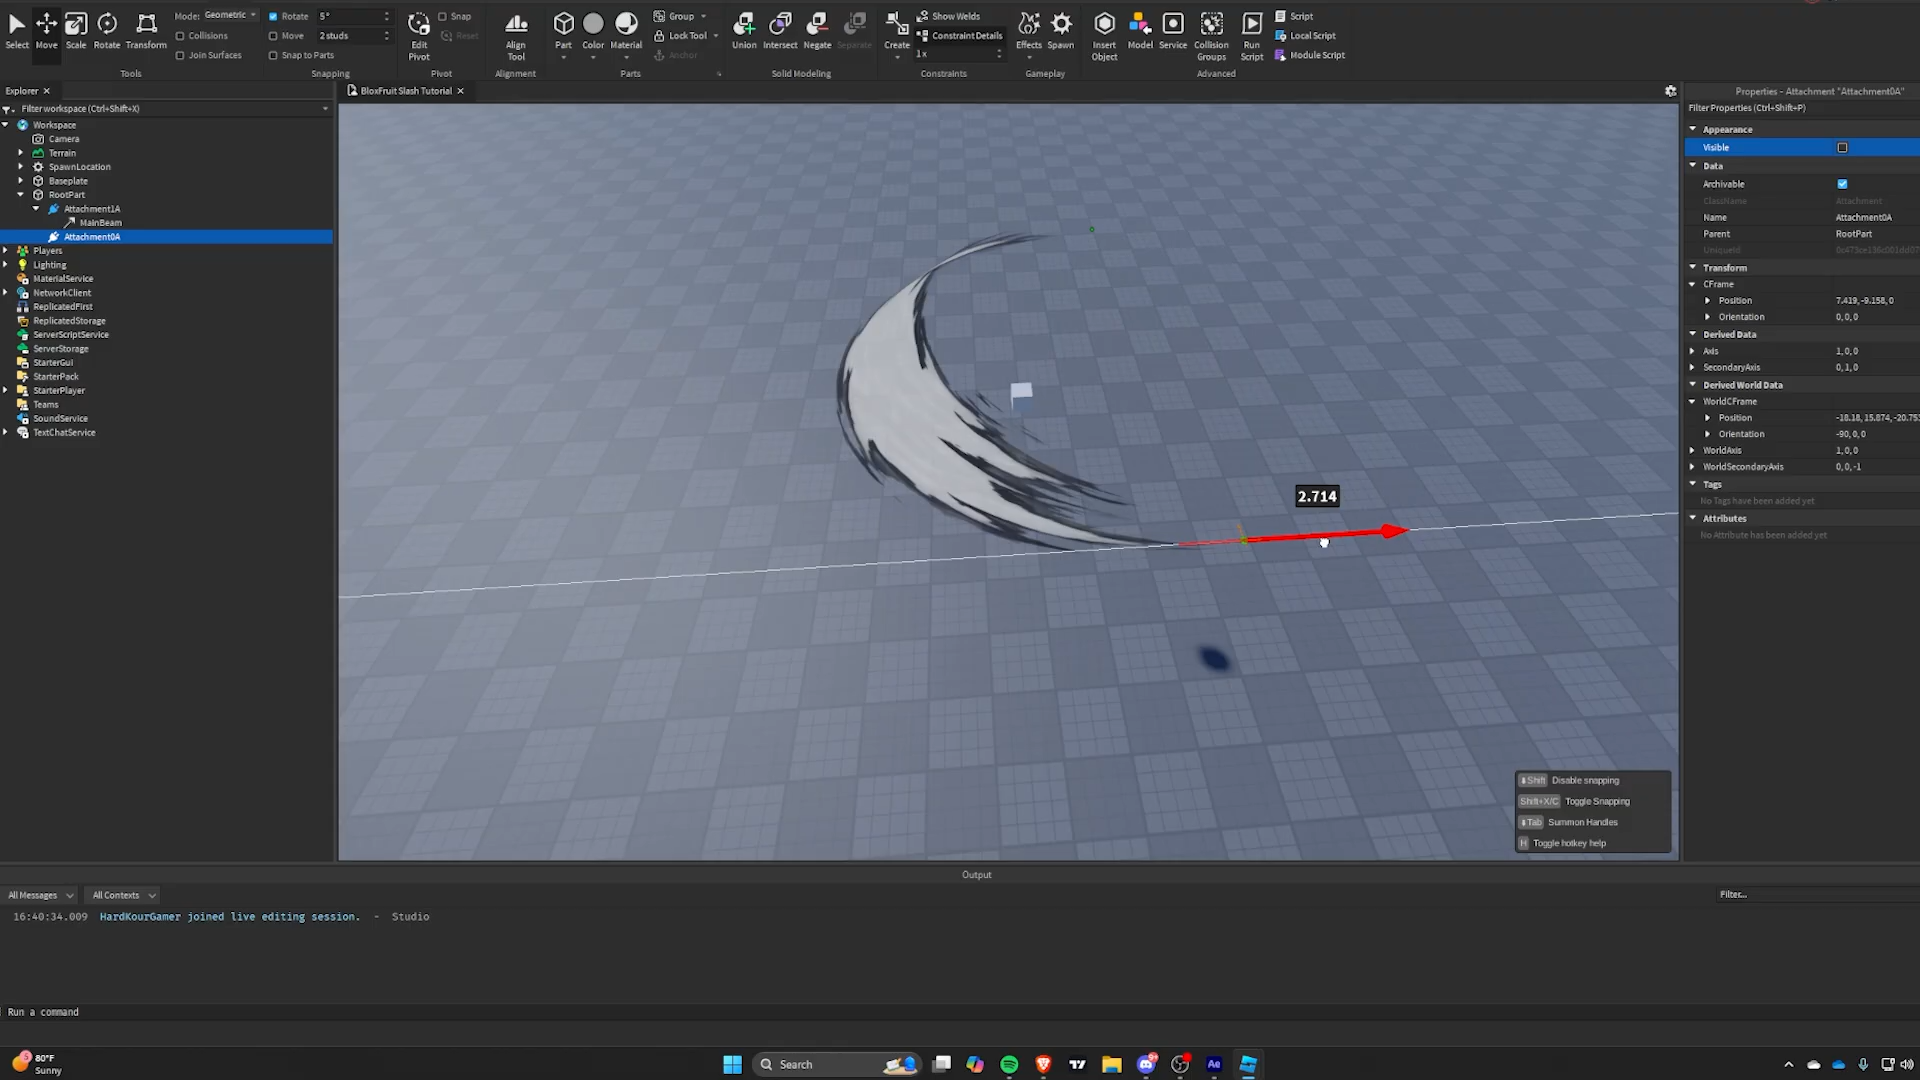 Select
Move
Scale
Rotate
Transform
Mode: Geometric
Collisions
Join Surfaces
Tools
Rotate 5°
Move 2 studs
Snap to Parts
Snapping
Edit Pivot
Snap
Reset
Pivot
Align Tool
Alignment
Part
Color
Material
Group
Lock Tool
Anchor
Parts
Union
Intersect
Negate
Separate
Solid Modeling
Create
Show Welds
Constraint Details
1x
Constraints
Effects
Spawn
Gameplay
Insert Object
Model
Service
Collision Groups
Run Script
Script
Local Script
Module Script
Advanced
Explorer
Filter workspace (Ctrl+Shift+X)
Workspace
Camera
Terrain
SpawnLocation
Baseplate
RootPart
Attachment1A
MainBeam
Attachment0A
Players
Lighting
MaterialService
NetworkClient
ReplicatedFirst
ReplicatedStorage
ServerScriptService
ServerStorage
StarterGui
StarterPack
StarterPlayer
Teams
SoundService
TextChatService
BloxFruit Slash Tutorial
2.714
Shift Disable snapping
Shift+X/C Toggle Snapping
Tab Summon Handles
H Toggle hotkey help
Properties - Attachment "Attachment0A"
Filter Properties (Ctrl+Shift+P)
Appearance
Visible
Data
Archivable
ClassName Attachment
Name Attachment0A
Parent RootPart
UniqueId
Transform
CFrame
Position 7.419, -9.158, 0
Orientation 0, 0, 0
Derived Data
Axis 1, 0, 0
SecondaryAxis 0, 1, 0
Derived World Data
WorldCFrame
Position -18.18, 15.874, -20.753
Orientation -90, 0, 0
WorldAxis 1, 0, 0
WorldSecondaryAxis 0, 0, -1
Tags
No Tags have been added yet
Attributes
No Attribute has been added yet
Output
All Messages
All Contexts
Filter...
16:40:34.009 HardKourGamer joined live editing session. - Studio
Run a command
80°F
Sunny
Search
Ae